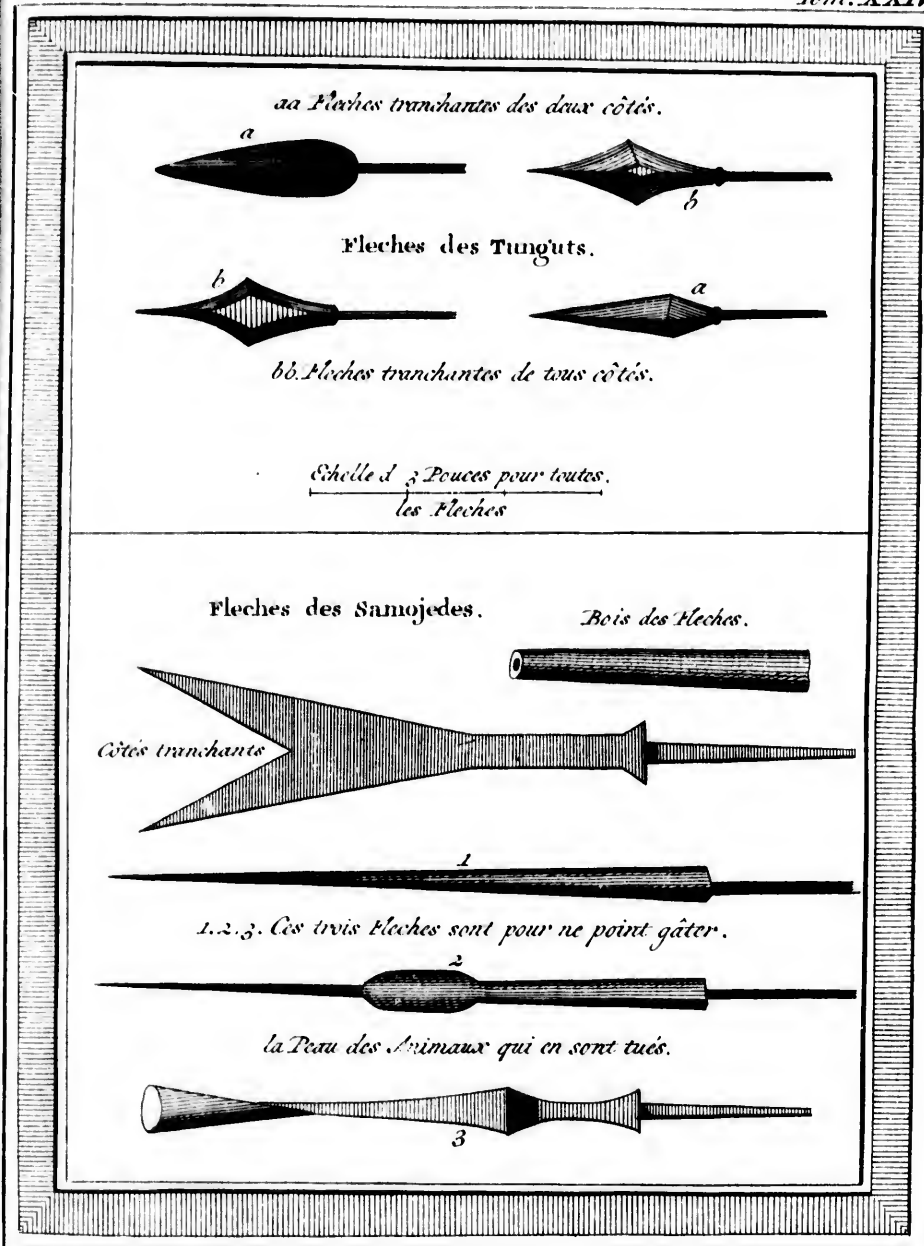 Tom. XXIV
aa Fleches tranchantes des deux côtés.
a
b
Fleches des Tunguts.
b
a
bb. Fleches tranchantes de tous côtés.
Echelle d 3 Pouces pour toutes.
les Fleches
Fleches des Samojedes.
Bois des Fleches.
Côtés tranchants
1
1.2.3. Ces trois Fleches sont pour ne point gâter.
2
la Peau des Animaux qui en sont tués.
3